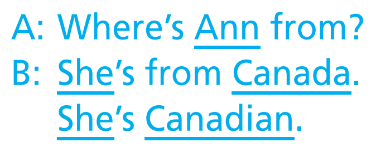 A: Where's Ann from?
B: She's from Canada.
She's Canadian.